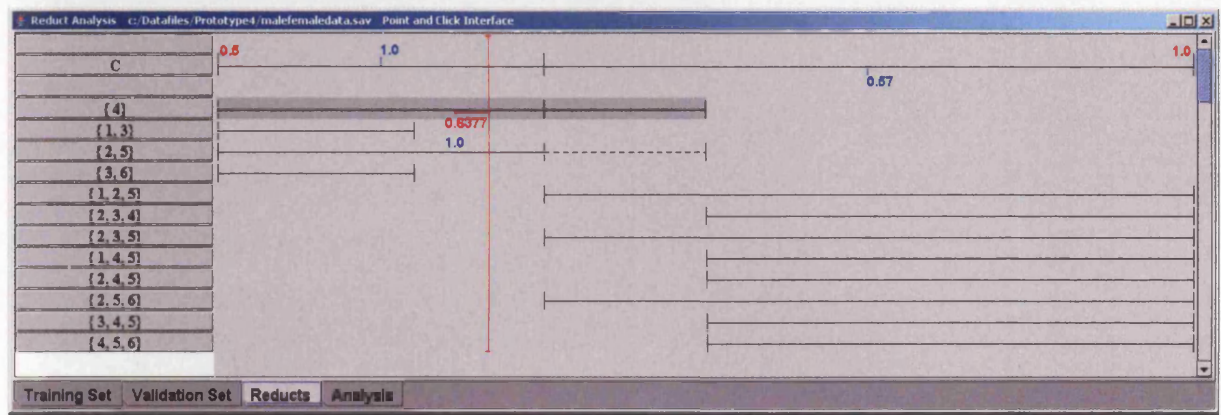 Reduct Analysis c:/Datafiles/Prototype4/malefemaledata.sav Point and Click Interface
0.5 1.0 1.0
C
0.57
{ 4}
0.6377
{ 1, 3}
1.0
{ 2, 5}
{ 3, 6}
{ 1, 2, 5}
{ 2, 3, 4}
{ 2, 3, 5}
{ 1, 4, 5}
{ 2, 4, 5}
{ 2, 5, 6}
{ 3, 4, 5}
{ 4, 5, 6}
Training Set Validation Set Reducts Analysis